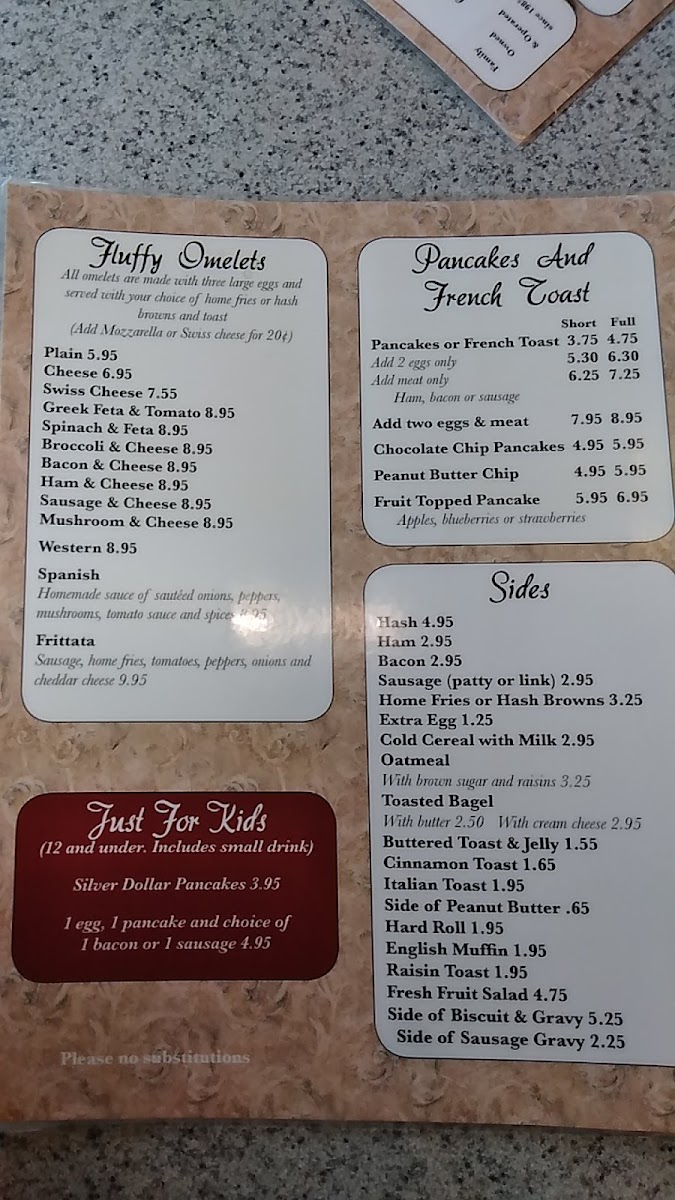 Family
Owned
& Operated
since 198
Fluffy Omelets
All omelets are made with three large eggs and
served with your choice of home fries or hash
browns and toast
(Add Mozzarella or Swiss cheese for 20¢)
Plain 5.95
Cheese 6.95
Swiss Cheese 7.55
Greek Feta & Tomato 8.95
Spinach & Feta 8.95
Broccoli & Cheese 8.95
Bacon & Cheese 8.95
Ham & Cheese 8.95
Sausage & Cheese 8.95
Mushroom & Cheese 8.95
Western 8.95
Spanish
Homemade sauce of sautéed onions, peppers,
mushrooms, tomato sauce and spices 8.95
Frittata
Sausage, home fries, tomatoes, peppers, onions and
cheddar cheese 9.95
Just For Kids
(12 and under. Includes small drink)
Silver Dollar Pancakes 3.95
1 egg, 1 pancake and choice of
1 bacon or 1 sausage 4.95
Please no substitutions
Pancakes And
French Toast
Short Full
Pancakes or French Toast 3.75 4.75
Add 2 eggs only 5.30 6.30
Add meat only 6.25 7.25
Ham, bacon or sausage
Add two eggs & meat 7.95 8.95
Chocolate Chip Pancakes 4.95 5.95
Peanut Butter Chip 4.95 5.95
Fruit Topped Pancake 5.95 6.95
Apples, blueberries or strawberries
Sides
Hash 4.95
Ham 2.95
Bacon 2.95
Sausage (patty or link) 2.95
Home Fries or Hash Browns 3.25
Extra Egg 1.25
Cold Cereal with Milk 2.95
Oatmeal
With brown sugar and raisins 3.25
Toasted Bagel
With butter 2.50 With cream cheese 2.95
Buttered Toast & Jelly 1.55
Cinnamon Toast 1.65
Italian Toast 1.95
Side of Peanut Butter .65
Hard Roll 1.95
English Muffin 1.95
Raisin Toast 1.95
Fresh Fruit Salad 4.75
Side of Biscuit & Gravy 5.25
Side of Sausage Gravy 2.25